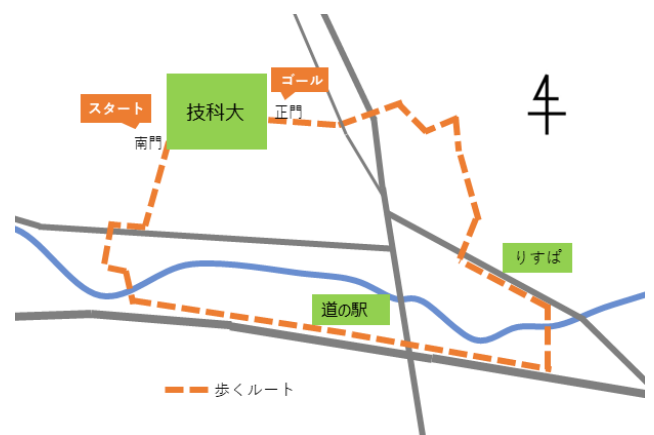 ゴール
スタート
技科大
正門
南門
りすぱ
道の駅
歩くルート